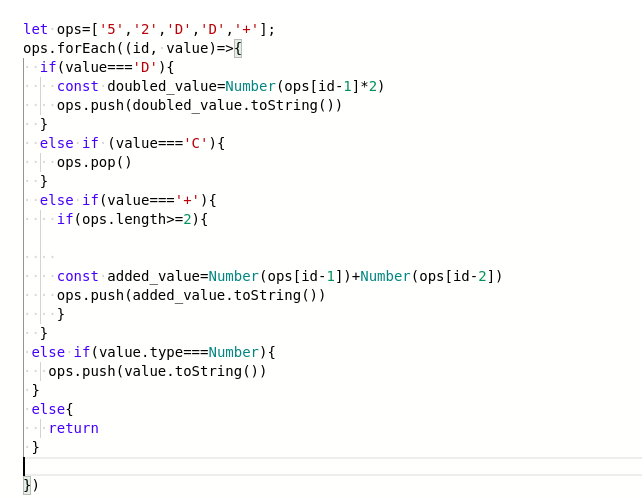 let ops=['5','2','D','D','+'];
ops.forEach((id, value)=>{
  if(value==='D'){
    const doubled_value=Number(ops[id-1]*2)
    ops.push(doubled_value.toString())
  }
  else if (value==='C'){
    ops.pop()
  }
  else if(value==='+'){
    if(ops.length>=2){


    const added_value=Number(ops[id-1])+Number(ops[id-2])
    ops.push(added_value.toString())
    }
  }
 else if(value.type===Number){
   ops.push(value.toString())
 }
 else{
   return
 }

})